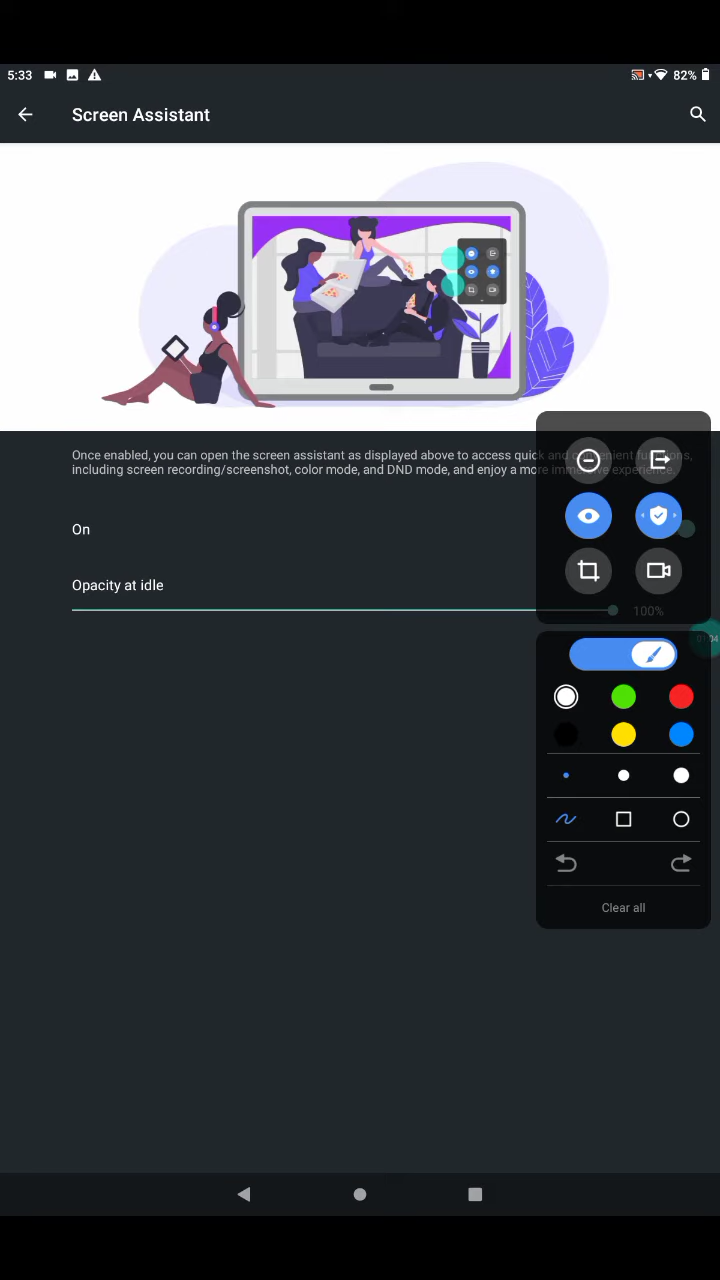 5:33
82%
Screen Assistant
Once enabled, you can open the screen assistant as displayed above to access quick and convenient functions,
including screen recording/screenshot, color mode, and DND mode, and enjoy a more immersive experience.
On
Opacity at idle
100%
01:04
Clear all